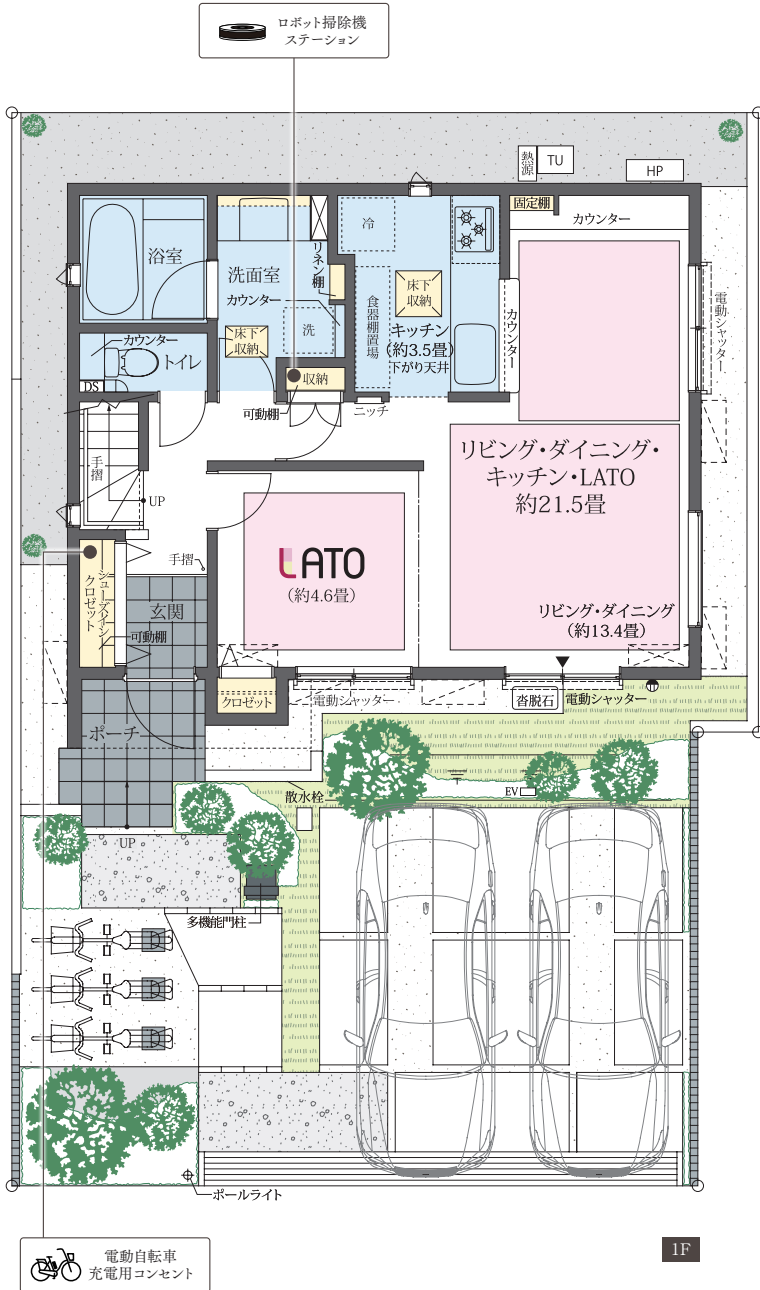 ロボット掃除機
ステーション
熱源
TU
HP
固定棚
カウンター
冷
浴室
洗面室
リネン棚
カウンター
床下
収納
食器棚置場
キッチン
(約3.5畳)
下がり天井
カウンター
電動シャッター
洗
床下
収納
カウンター
トイレ
DS
収納
可動棚
ニッチ
手摺
UP
リビング・ダイニング・
キッチン・LATO
約21.5畳
LATO
(約4.6畳)
手摺
シューズイン
クロゼット
玄関
可動棚
リビング・ダイニング
(約13.4畳)
クロゼット
電動シャッター
沓脱石
電動シャッター
ポーチ
散水栓
EV
UP
多機能門柱
ポールライト
電動自転車
充電用コンセント
1F